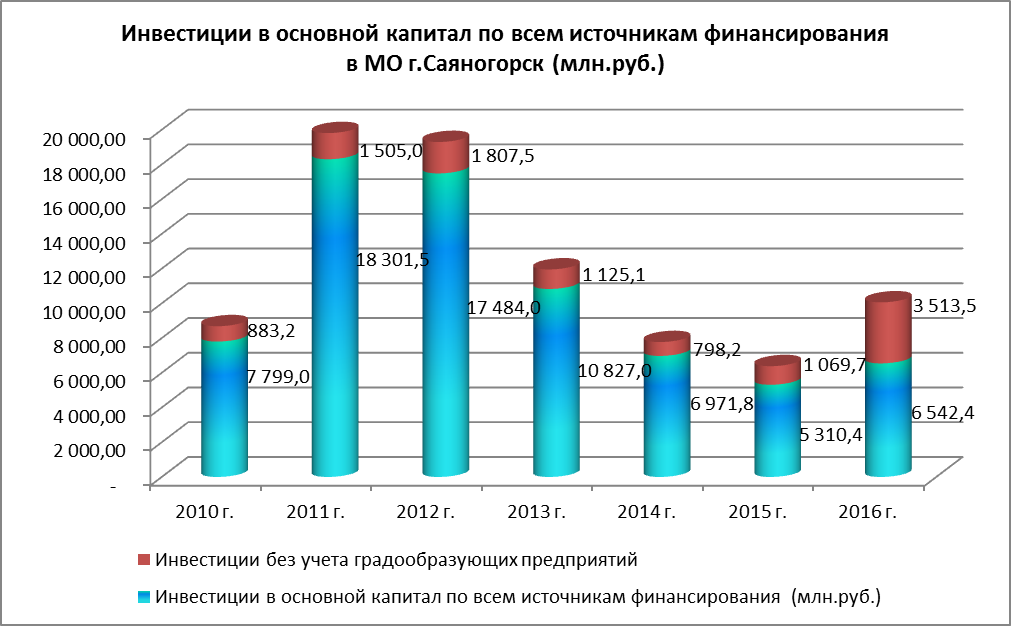 Инвестиции в основной капитал по всем источникам финансирования
в МО г.Саяногорск (млн.руб.)
20 000,00
18 000,00
16 000,00
14 000,00
12 000,00
10 000,00
8 000,00
6 000,00
4 000,00
2 000,00
-
883,2
7 799,0
1 505,0
18 301,5
1 807,5
17 484,0
1 125,1
10 827,0
798,2
6 971,8
1 069,7
5 310,4
3 513,5
6 542,4
2010 г.
2011 г.
2012 г.
2013 г.
2014 г.
2015 г.
2016 г.
Инвестиции без учета градообразующих предприятий
Инвестиции в основной капитал по всем источникам финансирования (млн.руб.)